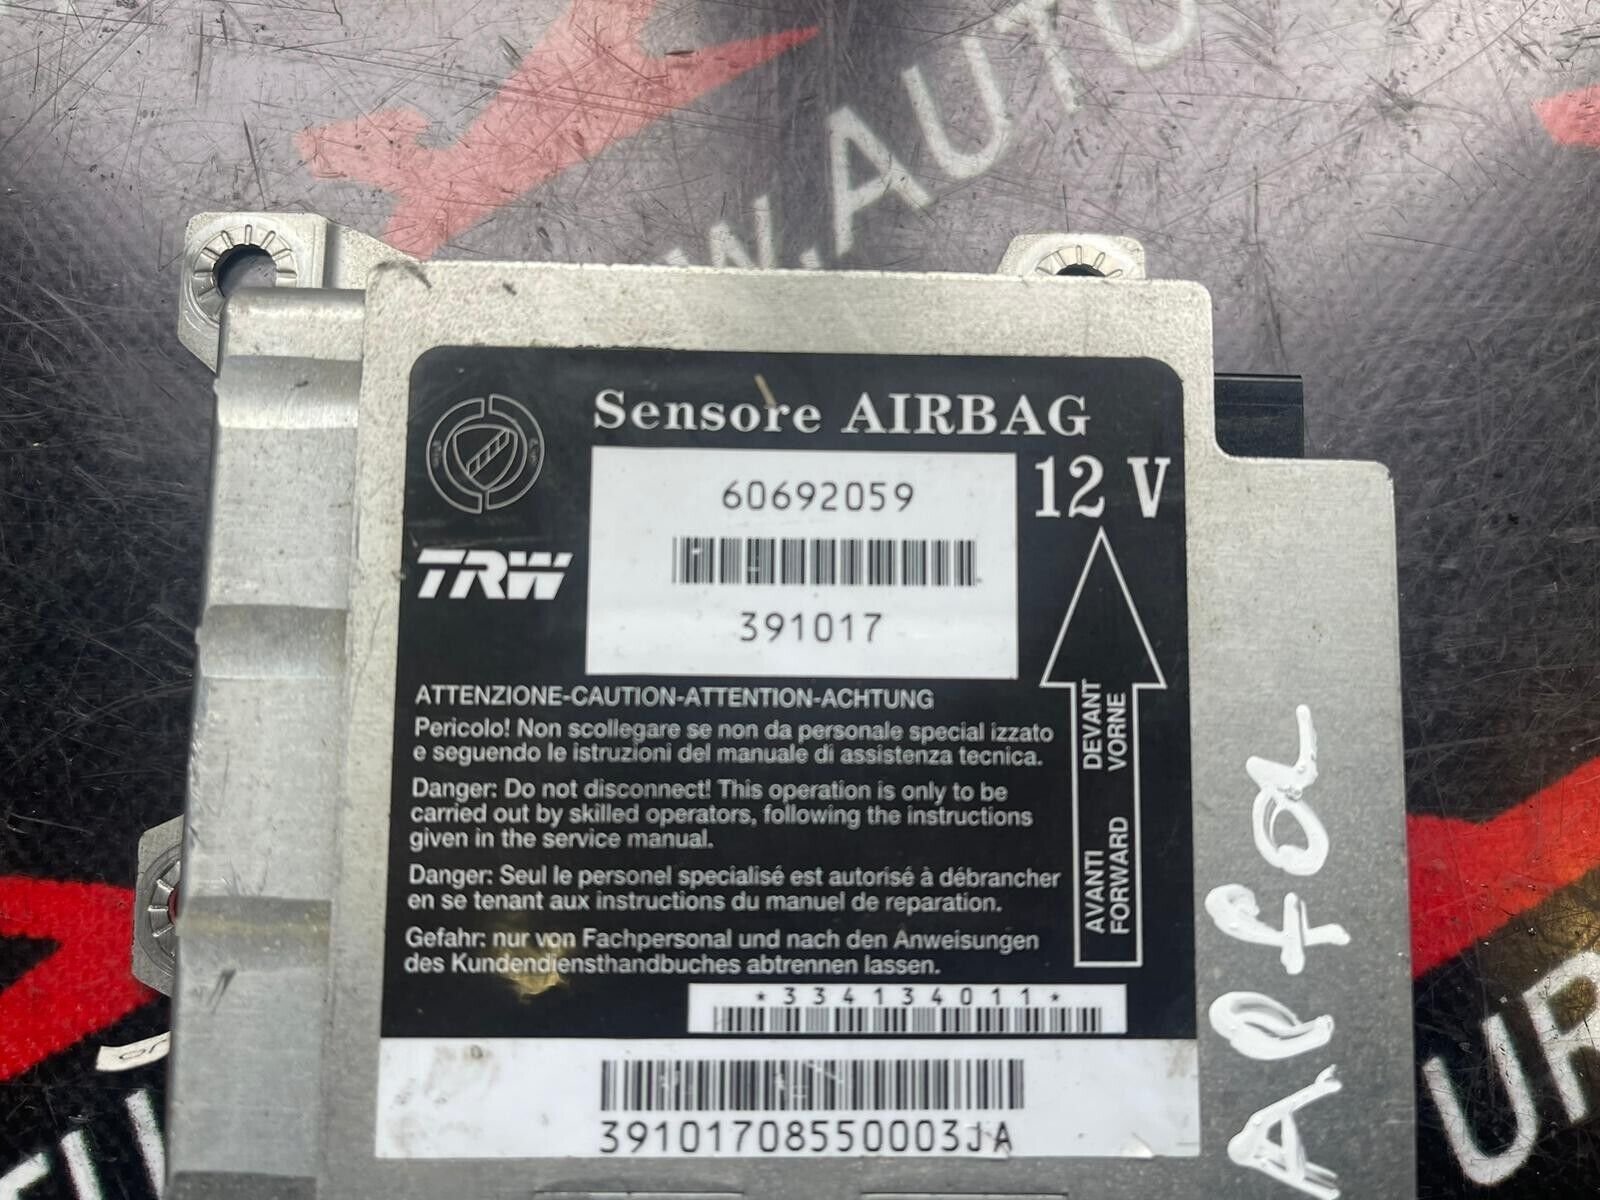 W.AUTO
Sensore AIRBAG
12 V
60692059
TRW
391017
ATTENZIONE-CAUTION-ATTENTION-ACHTUNG
Pericolo! Non scollegare se non da personale special izzato
e seguendo le istruzioni del manuale di assistenza tecnica.
Danger: Do not disconnect! This operation is only to be
carried out by skilled operators, following the instructions
given in the service manual.
Danger: Seul le personel specialisé est autorisé à débrancher
en se tenant aux instructions du manuel de reparation.
Gefahr: nur von Fachpersonal und nach den Anweisungen
des Kundendiensthandbuches abtrennen lassen.
AVANTI DEVANT
FORWARD VORNE
*334134011*
39101708550003JA
Alfa
UR